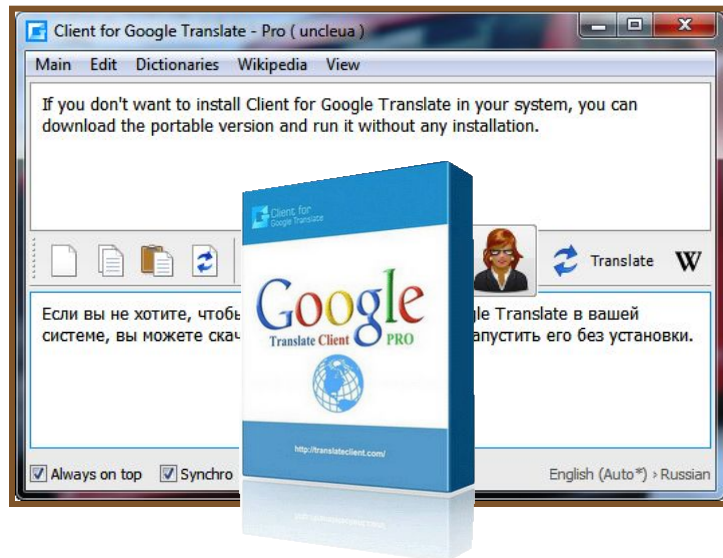 Client for Google Translate - Pro ( uncleua )
Main Edit Dictionaries Wikipedia View
If you don't want to install Client for Google Translate in your system, you can
download the portable version and run it without any installation.
Client for
Google Translate
Translate W
Google
Translate Client PRO
http://translateclient.com/
Если вы не хотите, чтобы Translate в вашей
системе, вы можете запустить его без установки.
Always on top Synchro English (Auto*) › Russian